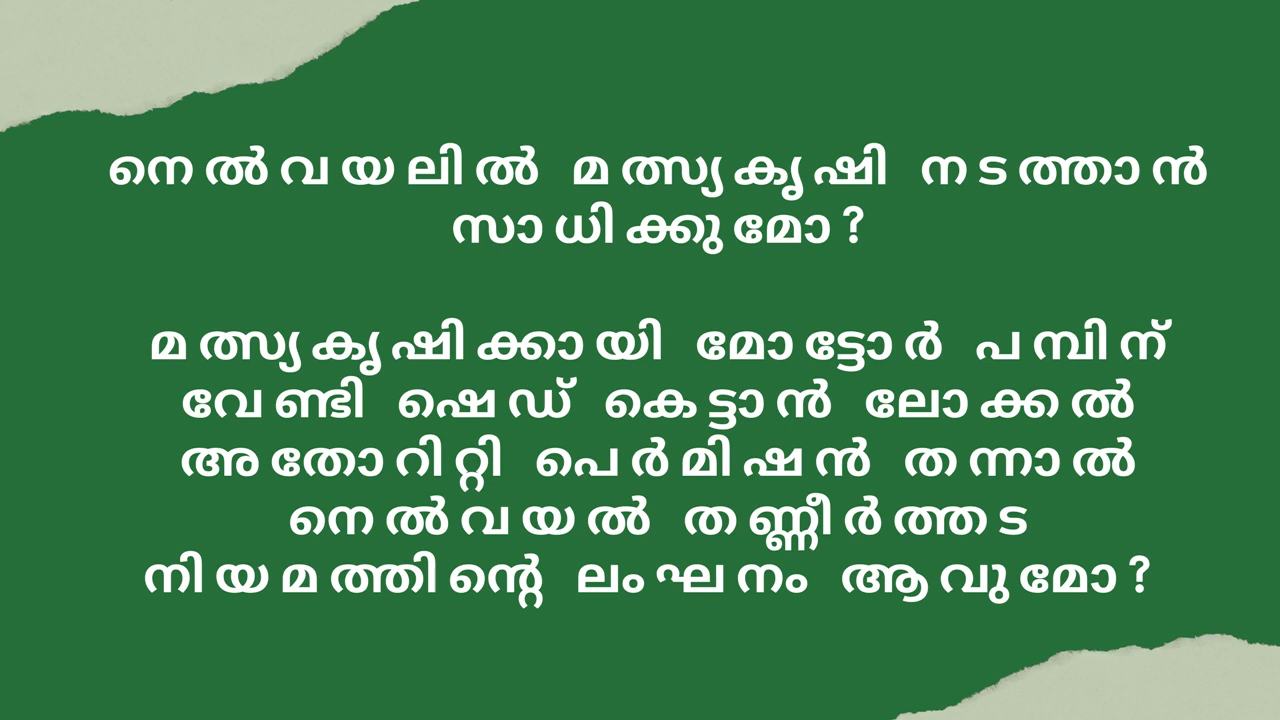 നെൽവയലിൽ മത്സ്യകൃഷി നടത്താൻ
സാധിക്കുമോ?
മത്സ്യകൃഷിക്കായി മോട്ടോർ പമ്പിന്
വേണ്ടി ഷെഡ് കെട്ടാൻ ലോക്കൽ
അതോറിറ്റി പെർമിഷൻ തന്നാൽ
നെൽവയൽ തണ്ണീർത്തട
നിയമത്തിന്റെ ലംഘനം ആവുമോ?